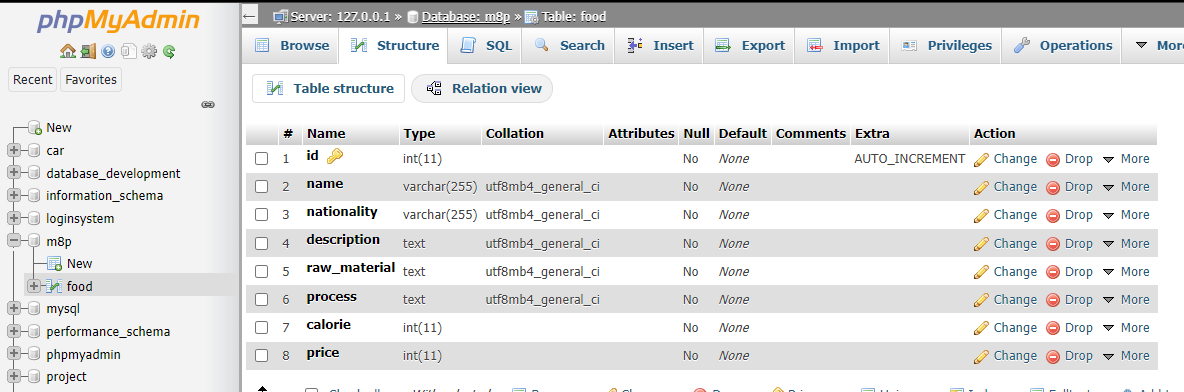 phpMyAdmin
Recent Favorites
New
car
database_development
information_schema
loginsystem
m8p
New
food
mysql
performance_schema
phpmyadmin
project
Server: 127.0.0.1 » Database: m8p » Table: food
Browse Structure SQL Search Insert Export Import Privileges Operations
Table structure Relation view
# Name Type Collation Attributes Null Default Comments Extra Action
1 id int(11) No None AUTO_INCREMENT Change Drop More
2 name varchar(255) utf8mb4_general_ci No None Change Drop More
3 nationality varchar(255) utf8mb4_general_ci No None Change Drop More
4 description text utf8mb4_general_ci No None Change Drop More
5 raw_material text utf8mb4_general_ci No None Change Drop More
6 process text utf8mb4_general_ci No None Change Drop More
7 calorie int(11) No None Change Drop More
8 price int(11) No None Change Drop More